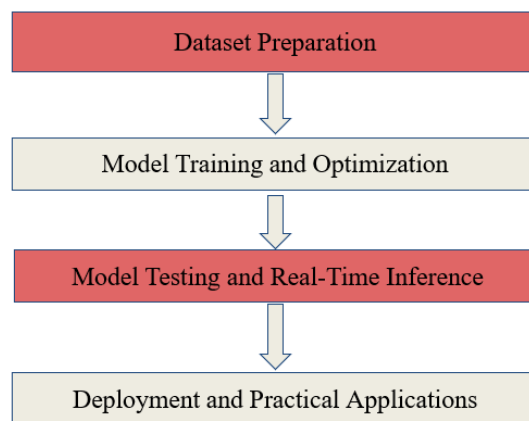 Dataset Preparation
Model Training and Optimization
Model Testing and Real-Time Inference
Deployment and Practical Applications